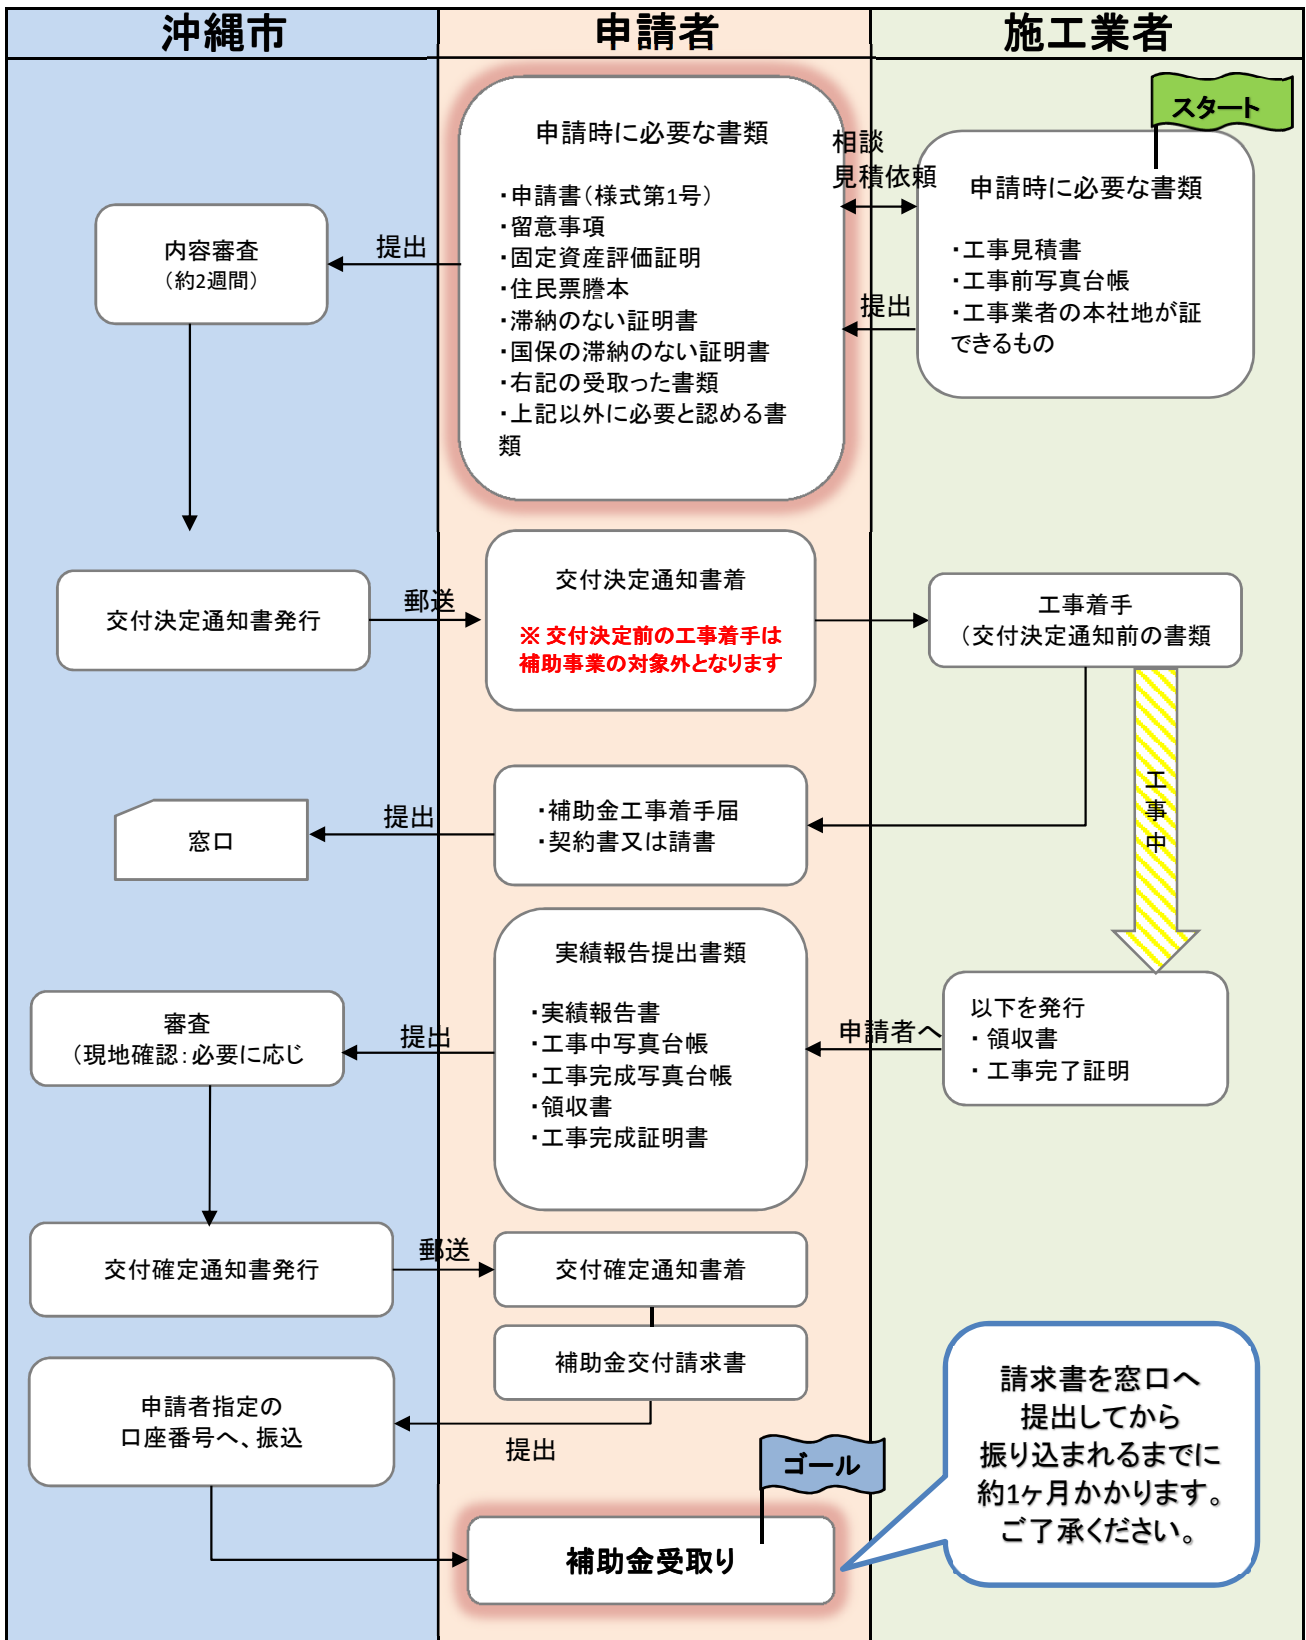 沖縄市
申請者
施工業者
スタート
申請時に必要な書類
・申請書（様式第1号）
・留意事項
・固定資産評価証明
・住民票謄本
・滞納のない証明書
・国保の滞納のない証明書
・右記の受取った書類
・上記以外に必要と認める書
類
相談
見積依頼
申請時に必要な書類
・工事見積書
・工事前写真台帳
・工事業者の本社地が証
できるもの
提出
提出
内容審査
（約2週間）
交付決定通知書発行
郵送
交付決定通知書着
※ 交付決定前の工事着手は
補助事業の対象外となります
工事着手
（交付決定通知前の書類
工事中
・補助金工事着手届
・契約書又は請書
提出
窓口
実績報告提出書類
・実績報告書
・工事中写真台帳
・工事完成写真台帳
・領収書
・工事完成証明書
以下を発行
・ 領収書
・ 工事完了証明
申請者へ
提出
審査
（現地確認：必要に応じ
交付確定通知書発行
郵送
交付確定通知書着
補助金交付請求書
提出
申請者指定の
口座番号へ、振込
ゴール
補助金受取り
請求書を窓口へ
提出してから
振り込まれるまでに
約1ヶ月かかります。
ご了承ください。